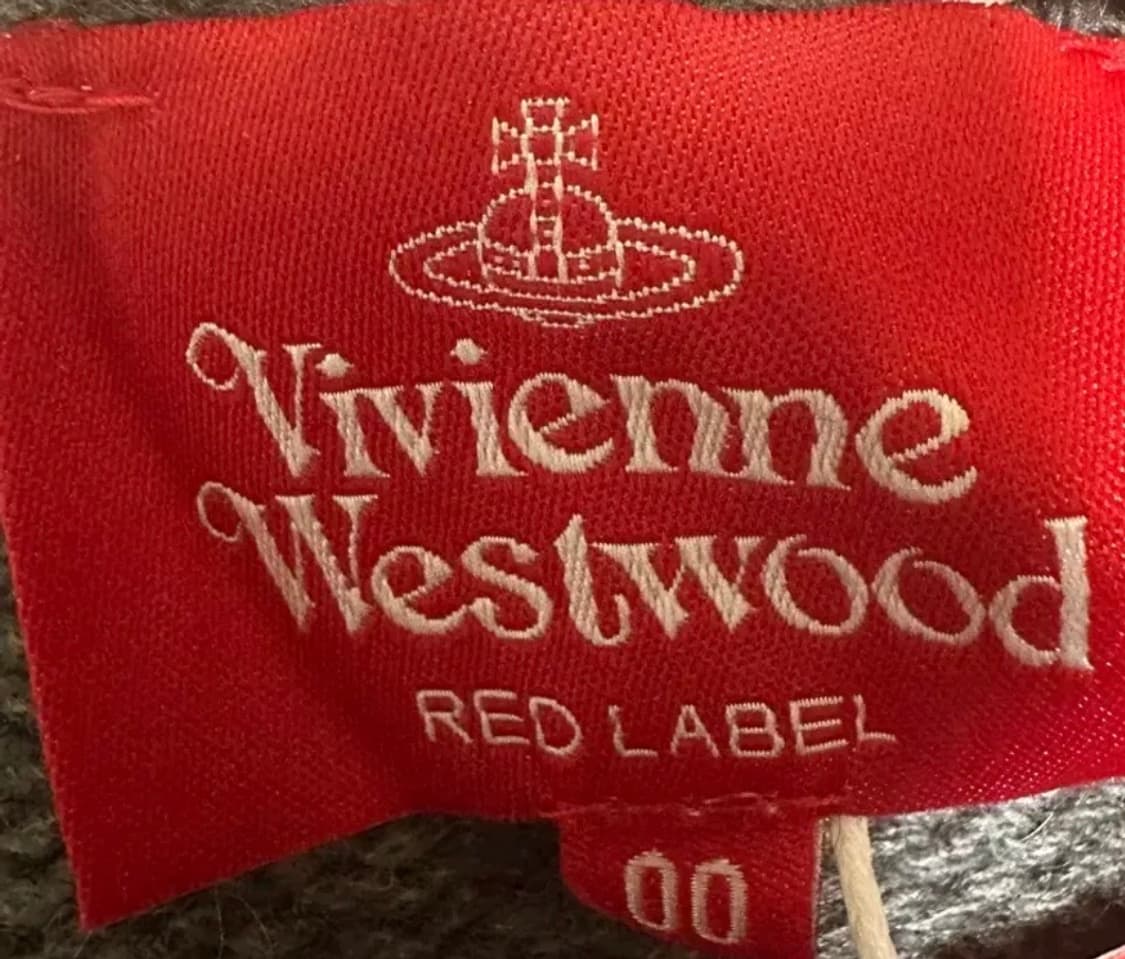 Vivienne
Westwood
RED LABEL
00